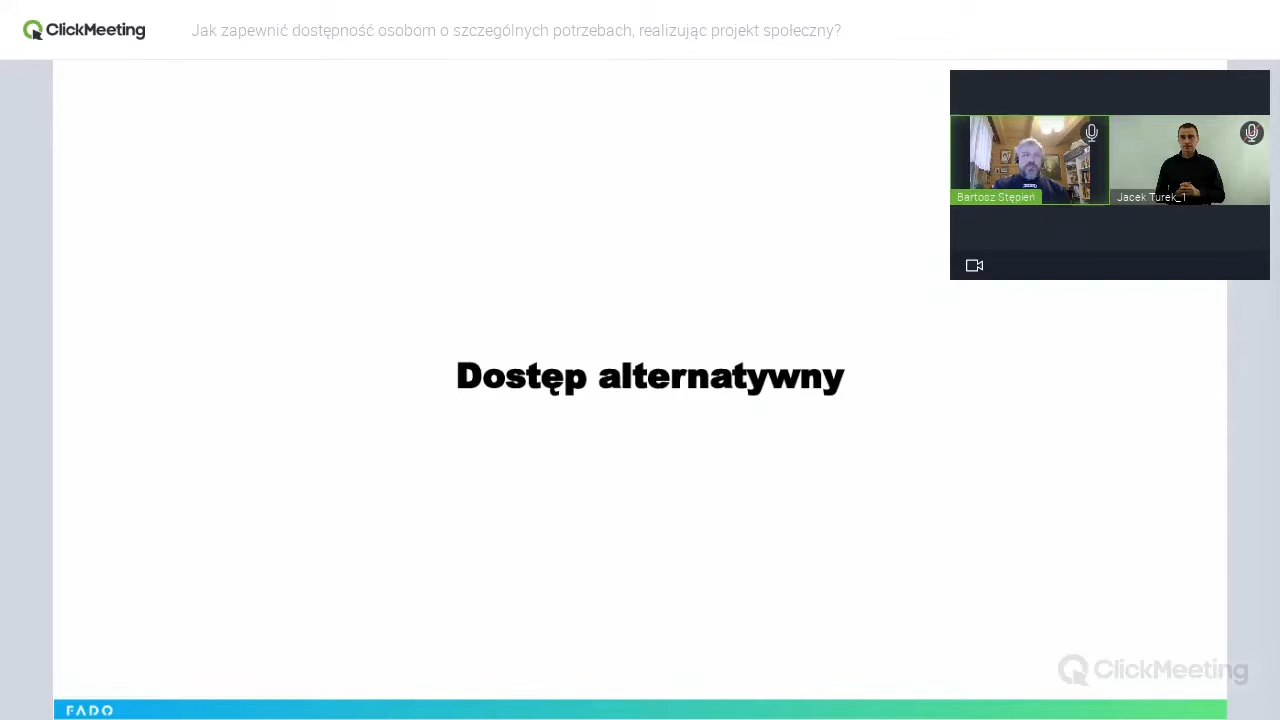 ClickMeeting
Jak zapewnić dostępność osobom o szczególnych potrzebach, realizując projekt społeczny?
Bartosz Stępień
Jacek Turek_1
Dostęp alternatywny
ClickMeeting
FADO